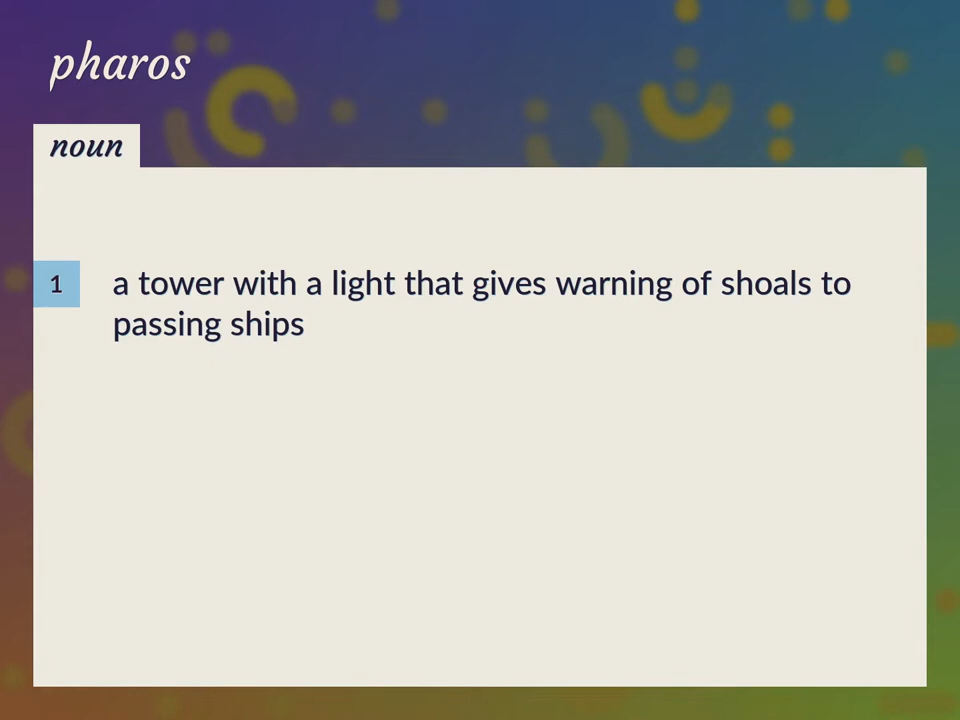 pharos
noun
1
a tower with a light that gives warning of shoals to
passing ships